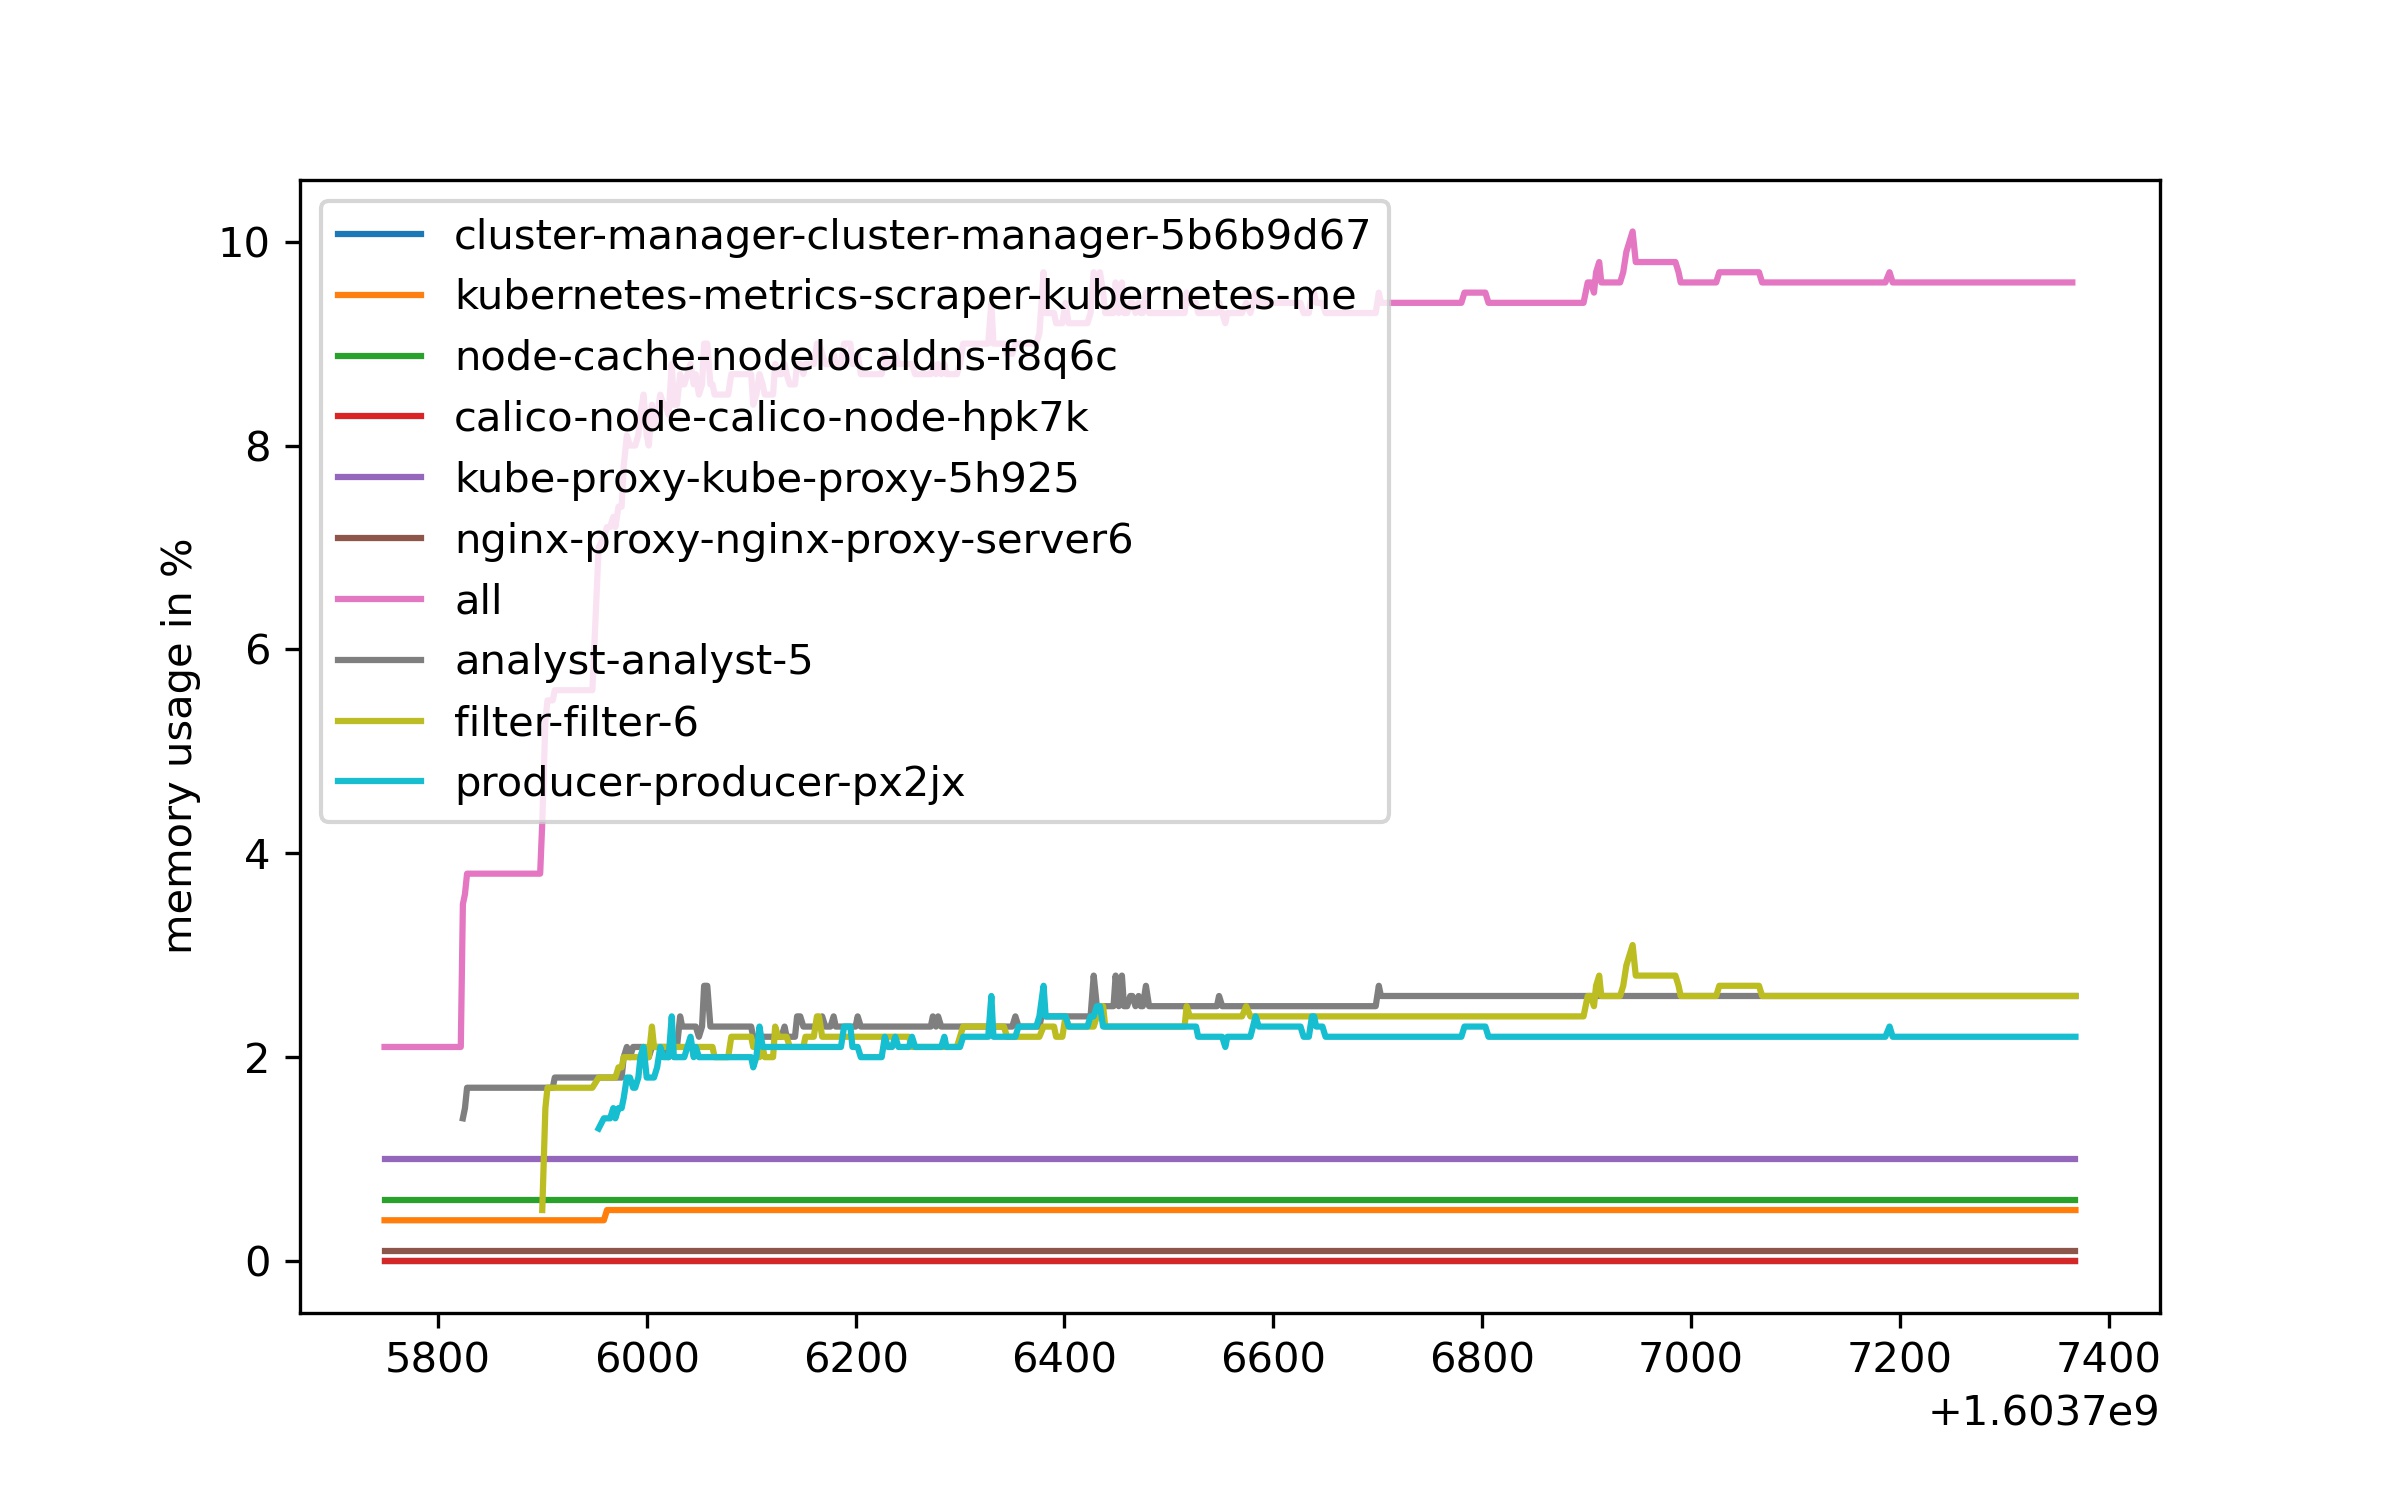 cluster-manager-cluster-manager-5b6b9d67
kubernetes-metrics-scraper-kubernetes-me
node-cache-nodelocaldns-f8q6c
calico-node-calico-node-hpk7k
kube-proxy-kube-proxy-5h925
nginx-proxy-nginx-proxy-server6
all
analyst-analyst-5
filter-filter-6
producer-producer-px2jx
memory usage in %
10
8
6
4
2
0
5800 6000 6200 6400 6600 6800 7000 7200 7400
+1.6037e9